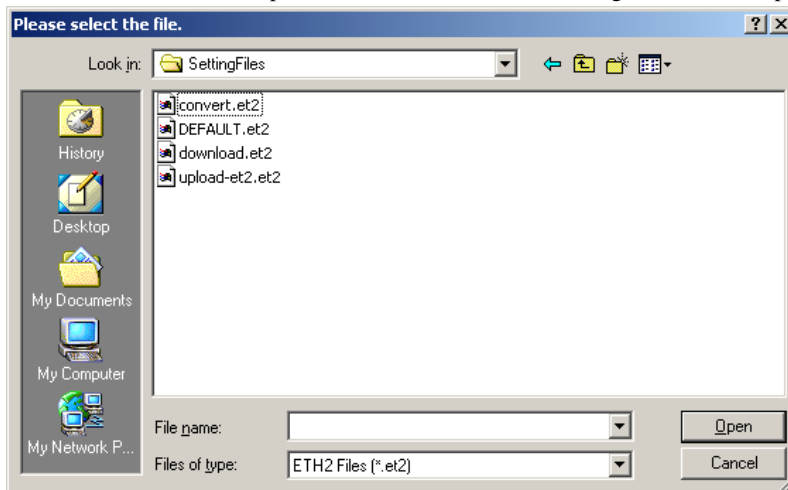 Please select the file.
Look in: SettingFiles
convert.et2
DEFAULT.et2
download.et2
upload-et2.et2
History
Desktop
My Documents
My Computer
My Network P...
File name:
Open
Files of type: ETH2 Files (*.et2)
Cancel